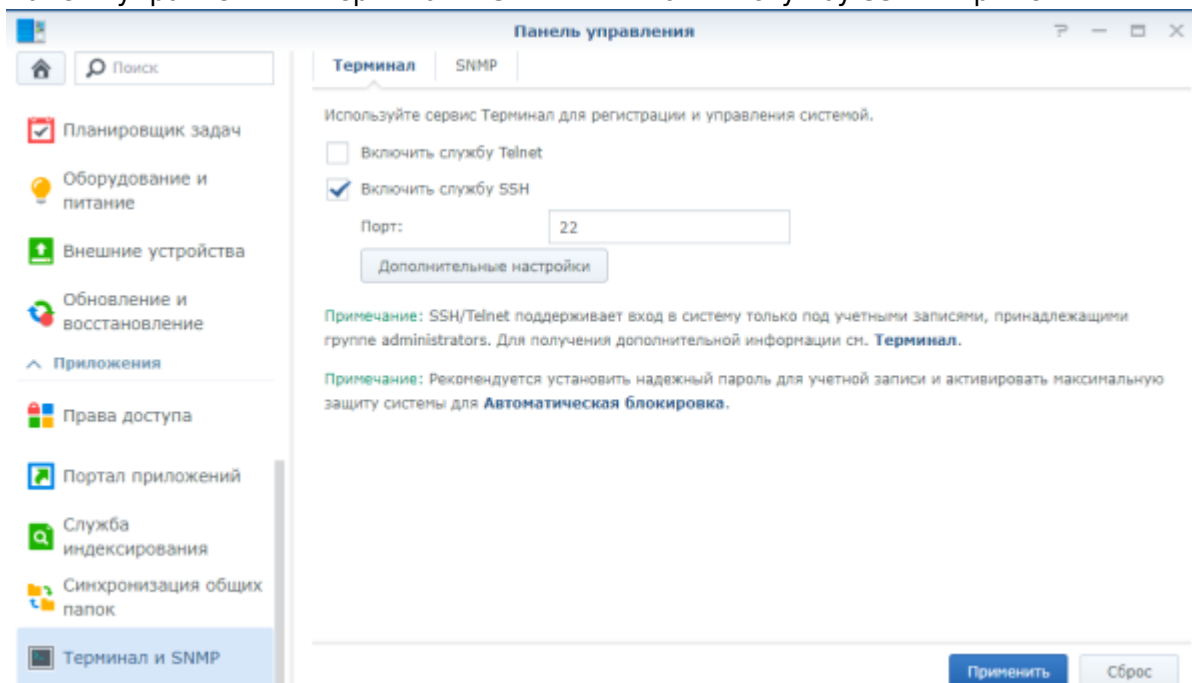 Панель управления
Поиск
Терминал
SNMP
Используйте сервис Терминал для регистрации и управления системой.
Включить службу Telnet
Включить службу SSH
Порт:
22
Дополнительные настройки
Примечание: SSH/Telnet поддерживает вход в систему только под учетными записями, принадлежащими
группе administrators. Для получения дополнительной информации см. Терминал.
Примечание: Рекомендуется установить надежный пароль для учетной записи и активировать максимальную
защиту системы для Автоматическая блокировка.
Планировщик задач
Оборудование и
питание
Внешние устройства
Обновление и
восстановление
Приложения
Права доступа
Портал приложений
Служба
индексирования
Синхронизация общих
папок
Терминал и SNMP
Применить
Сброс